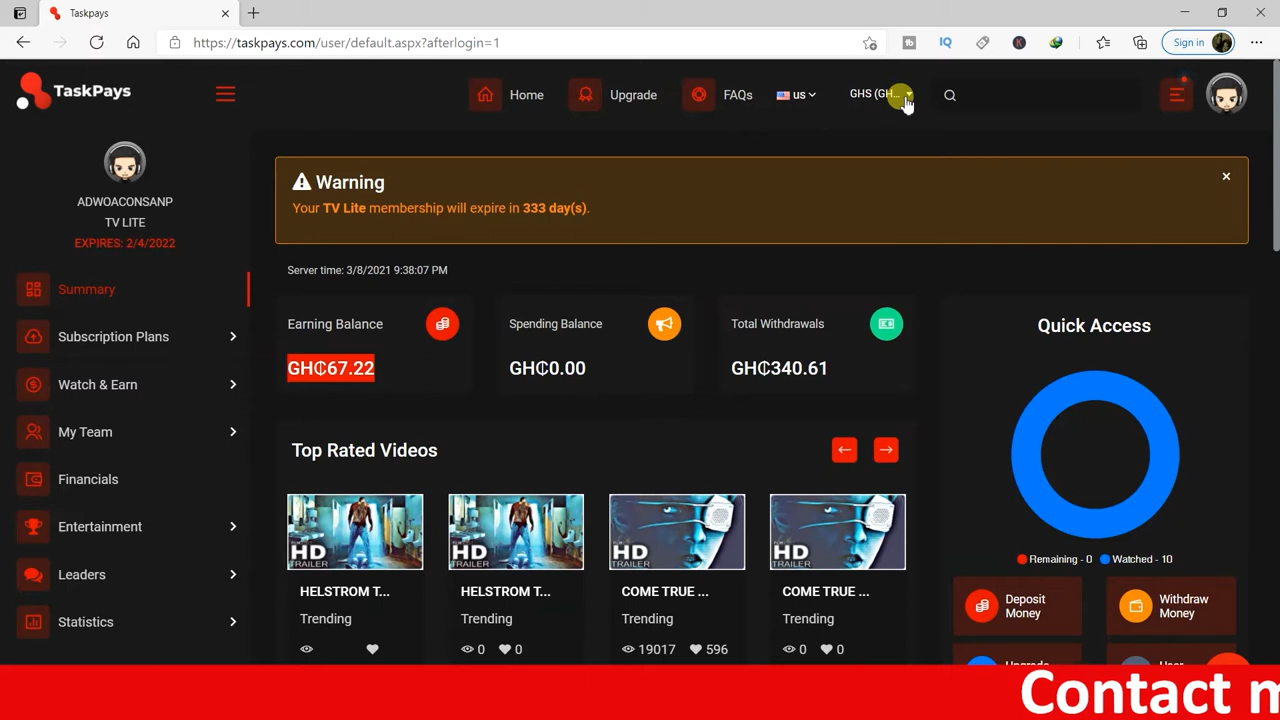 Taskpays
https://taskpays.com/user/default.aspx?afterlogin=1
IQ
K
Sign in
TaskPays
Home
Upgrade
FAQs
us
GHS (GH...
ADWOACONSANP
TV LITE
EXPIRES: 2/4/2022
Summary
Subscription Plans
Watch & Earn
My Team
Financials
Entertainment
Leaders
Statistics
Warning
Your TV Lite membership will expire in 333 day(s).
Server time: 3/8/2021 9:38:07 PM
Earning Balance
GH₵67.22
Spending Balance
GH₵0.00
Total Withdrawals
GH₵340.61
Top Rated Videos
HD
TRAILER
HELSTROM T...
Trending
HD
TRAILER
HELSTROM T...
Trending
0 0
HD
TRAILER
COME TRUE ...
Trending
19017 596
HD
TRAILER
COME TRUE ...
Trending
0 0
Quick Access
Remaining - 0 Watched - 10
Deposit
Money
Withdraw
Money
Contact m